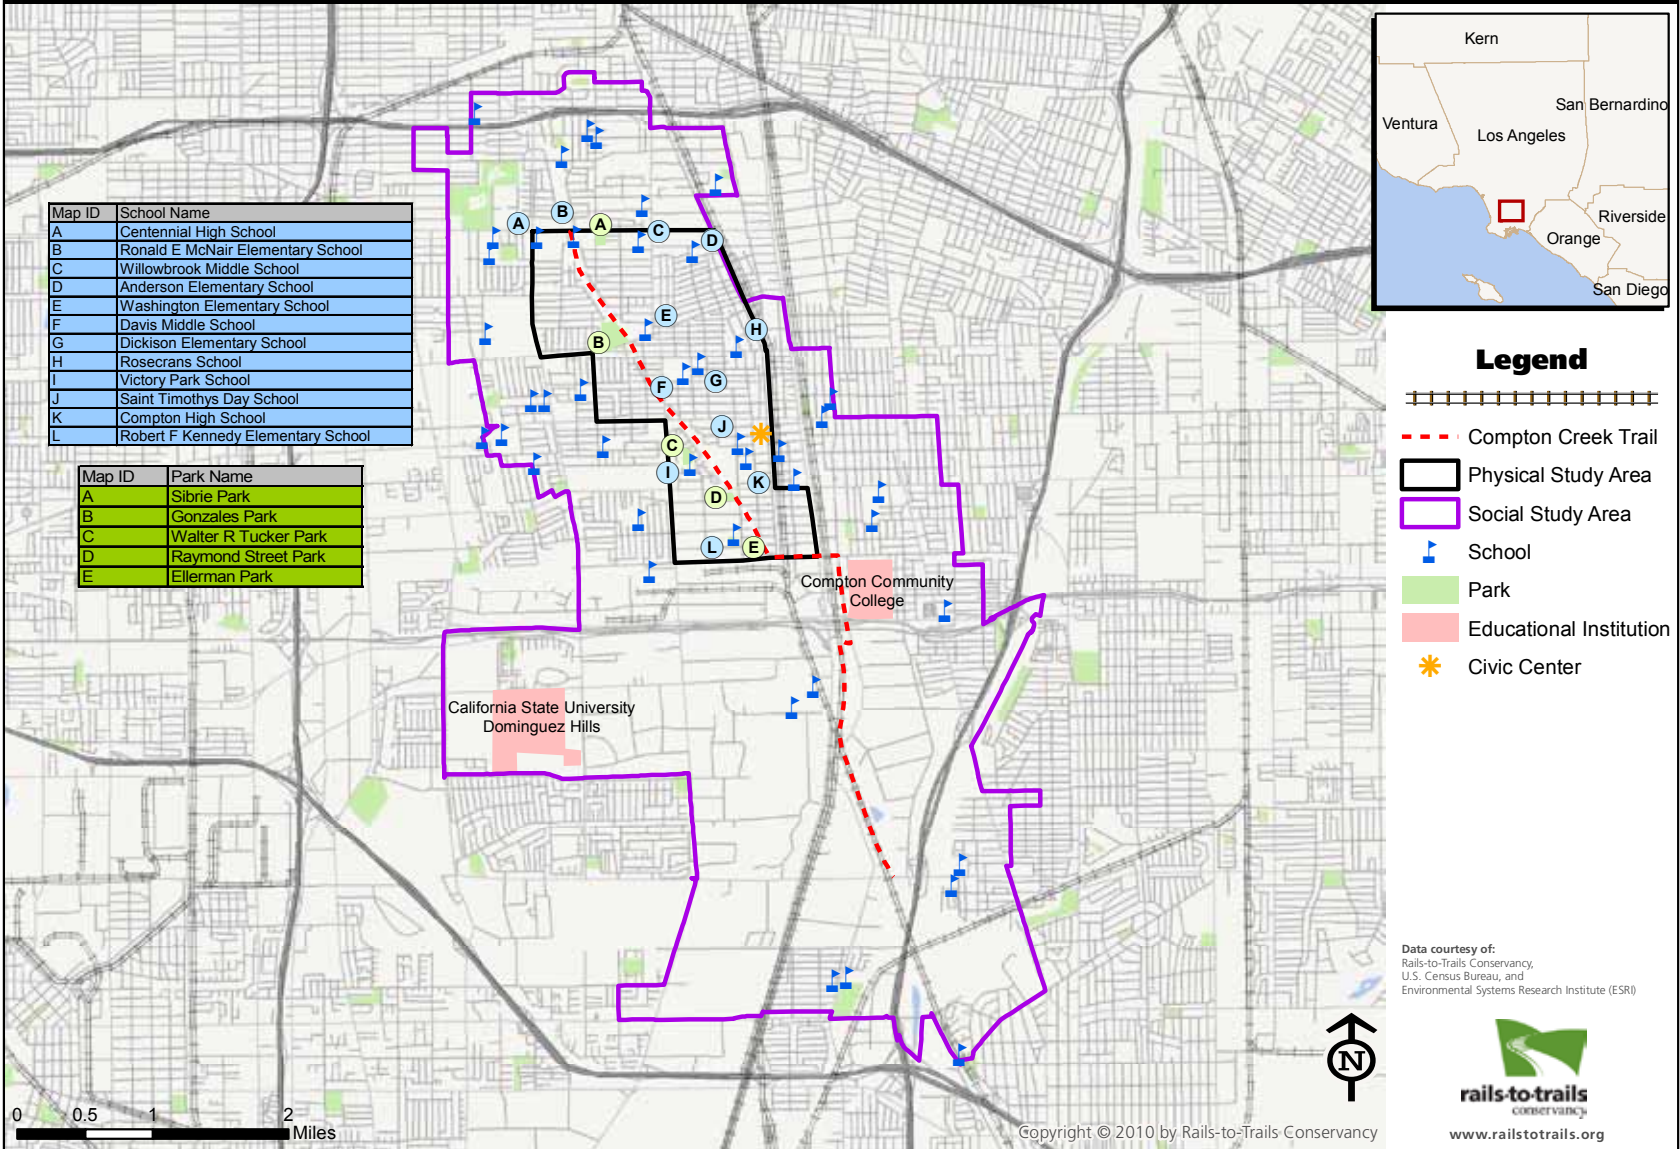 Map ID School Name
A Centennial High School
B Ronald E McNair Elementary School
C Willowbrook Middle School
D Anderson Elementary School
E Washington Elementary School
F Davis Middle School
G Dickison Elementary School
H Rosecrans School
I Victory Park School
J Saint Timothys Day School
K Compton High School
L Robert F Kennedy Elementary School
Map ID Park Name
A Sibrie Park
B Gonzales Park
C Walter R Tucker Park
D Raymond Street Park
E Ellerman Park
A
B
A
C
D
E
H
B
F
G
J
C
I
K
D
L
E
Compton Community
College
California State University
Dominguez Hills
0 0.5 1 2
Miles
N
Copyright © 2010 by Rails-to-Trails Conservancy
Kern
San Bernardino
Ventura
Los Angeles
Riverside
Orange
San Diego
Legend
Compton Creek Trail
Physical Study Area
Social Study Area
School
Park
Educational Institution
Civic Center
Data courtesy of:
Rails-to-Trails Conservancy,
U.S. Census Bureau, and
Environmental Systems Research Institute (ESRI)
rails-to-trails
conservancy
www.railstotrails.org